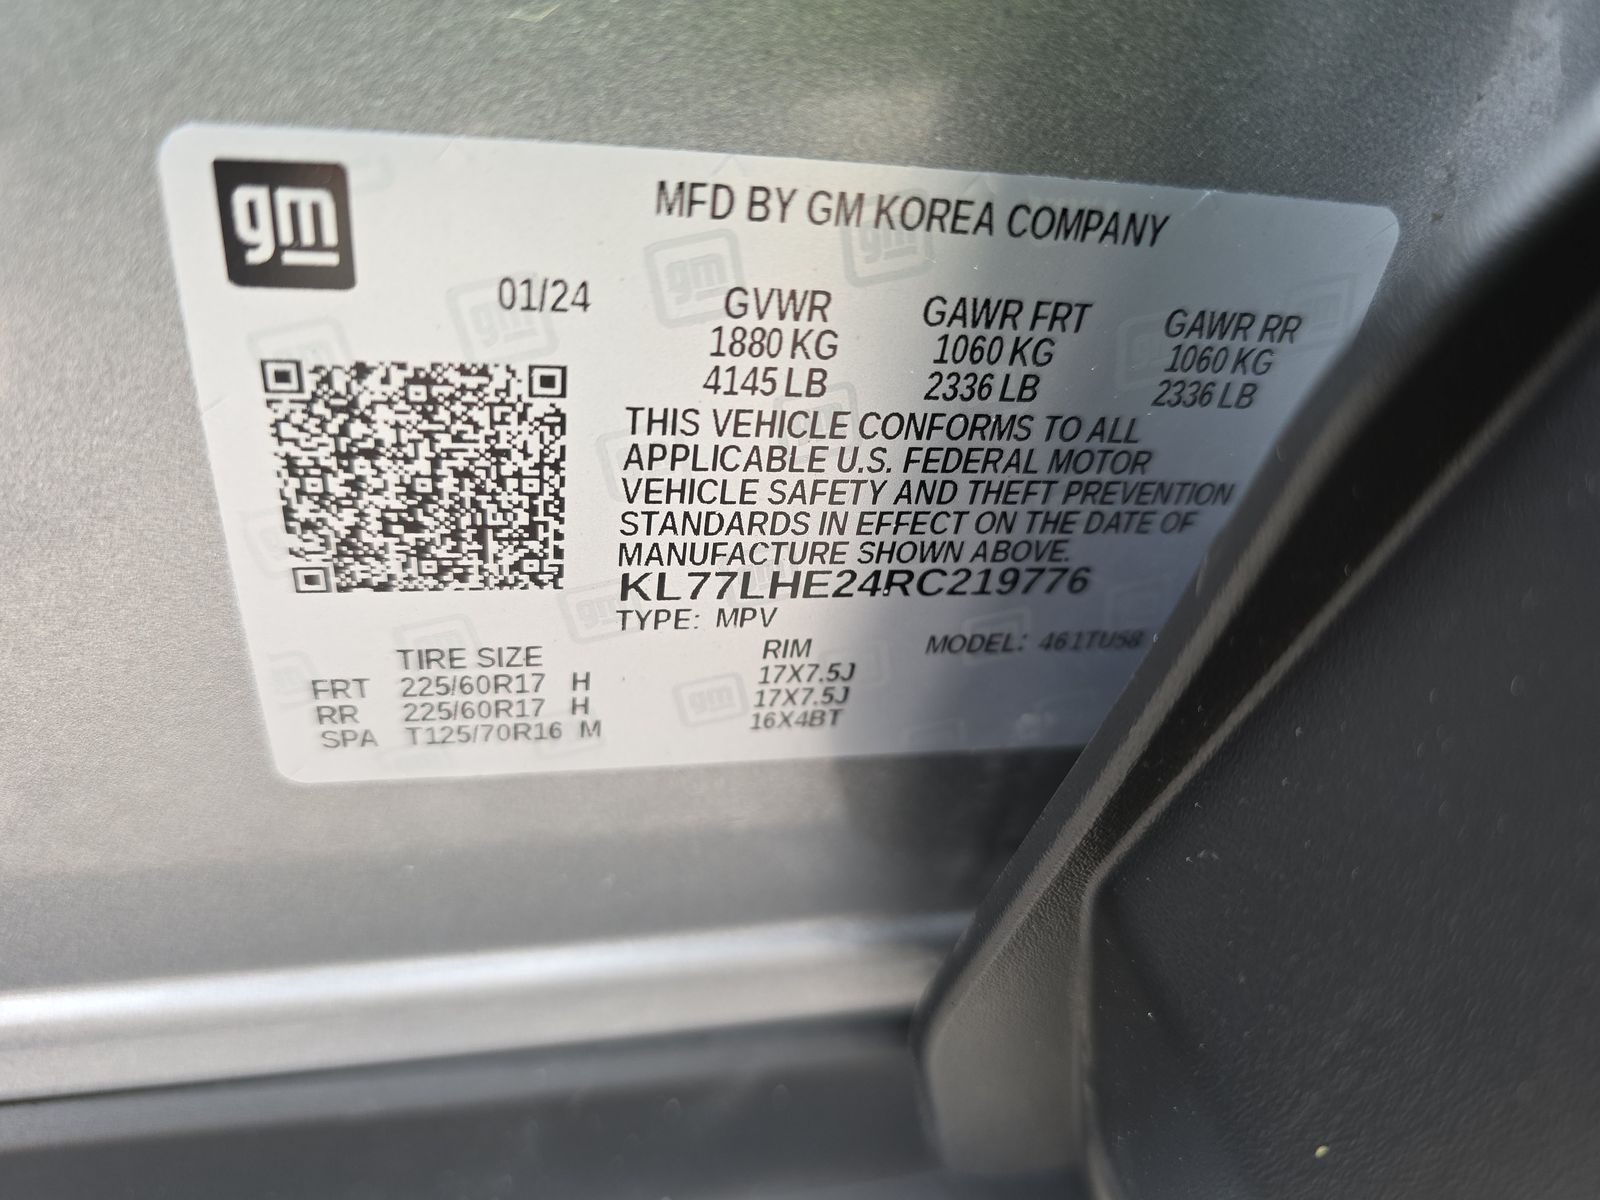 gm
MFD BY GM KOREA COMPANY
01/24
GVWR GAWR FRT GAWR RR
1880 KG 1060 KG 1060 KG
4145 LB 2336 LB 2336 LB
THIS VEHICLE CONFORMS TO ALL
APPLICABLE U.S. FEDERAL MOTOR
VEHICLE SAFETY AND THEFT PREVENTION
STANDARDS IN EFFECT ON THE DATE OF
MANUFACTURE SHOWN ABOVE.
KL77LHE24RC219776
TYPE: MPV MODEL: 461TU58
TIRE SIZE RIM
FRT 225/60R17 H 17X7.5J
RR 225/60R17 H 17X7.5J
SPA T125/70R16 M 16X4BT